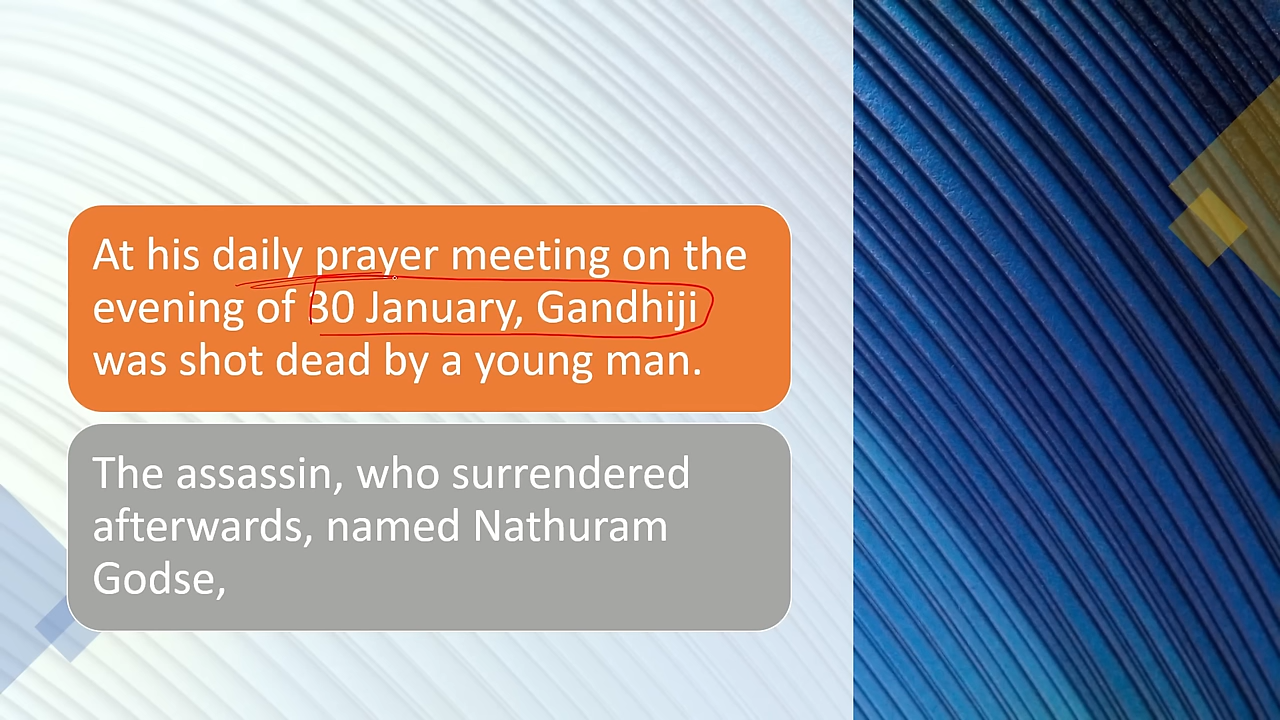 At his daily prayer meeting on the
evening of 30 January, Gandhiji
was shot dead by a young man.
The assassin, who surrendered
afterwards, named Nathuram
Godse,